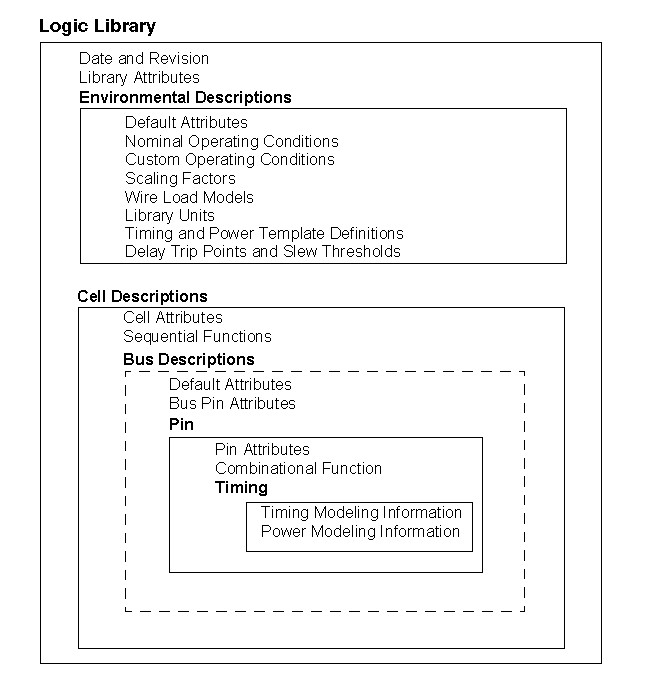 Logic Library
Date and Revision
Library Attributes
Environmental Descriptions
Default Attributes
Nominal Operating Conditions
Custom Operating Conditions
Scaling Factors
Wire Load Models
Library Units
Timing and Power Template Definitions
Delay Trip Points and Slew Thresholds
Cell Descriptions
Cell Attributes
Sequential Functions
Bus Descriptions
Default Attributes
Bus Pin Attributes
Pin
Pin Attributes
Combinational Function
Timing
Timing Modeling Information
Power Modeling Information